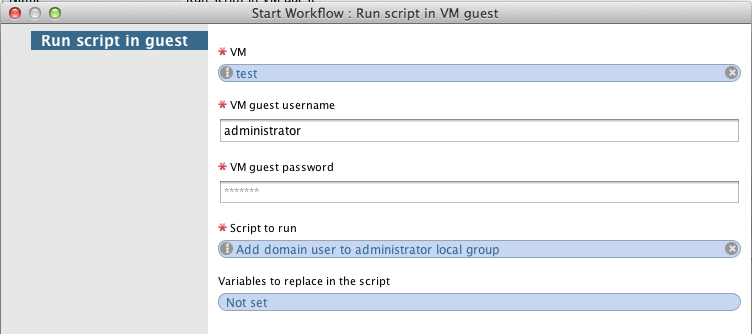 Start Workflow : Run script in VM guest
Run script in guest
* VM
test
* VM guest username
administrator
* VM guest password
*******
* Script to run
Add domain user to administrator local group
Variables to replace in the script
Not set